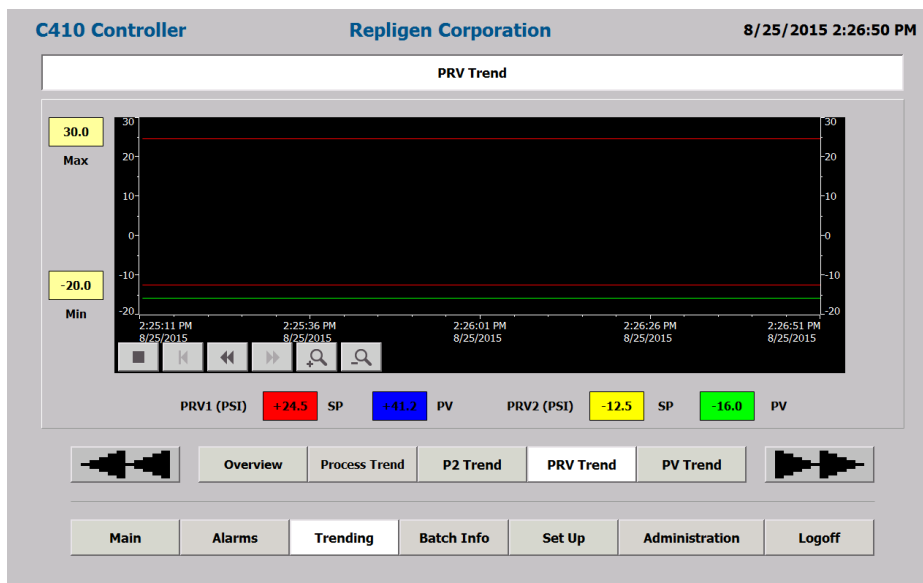 C410 Controller Repligen Corporation 8/25/2015 2:26:50 PM
PRV Trend
30.0
Max
-20.0
Min
30 30
20 20
10 10
0 0
-10 -10
-20 -20
2:25:11 PM 2:25:36 PM 2:26:01 PM 2:26:26 PM 2:26:51 PM
8/25/2015 8/25/2015 8/25/2015 8/25/2015 8/25/2015
PRV1 (PSI) +24.5 SP +41.2 PV PRV2 (PSI) -12.5 SP -16.0 PV
Overview Process Trend P2 Trend PRV Trend PV Trend
Main Alarms Trending Batch Info Set Up Administration Logoff